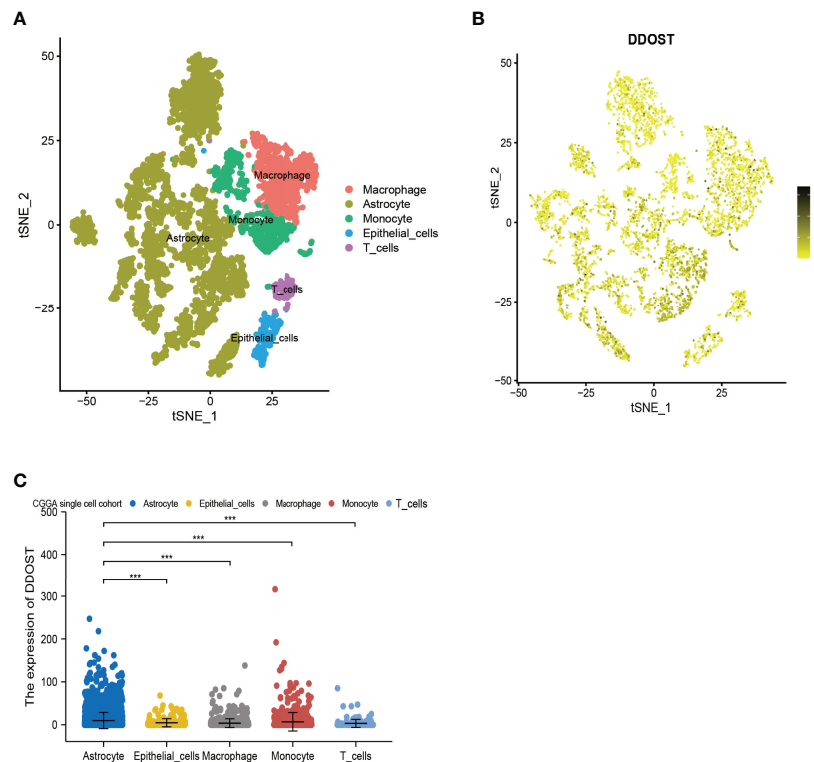 A
50
25
0
−25
−50
−25
0
25
tSNE_2
tSNE_1
Macrophage
Monocyte
Astrocyte
T_cells
Epithelial_cells
Macrophage
Astrocyte
Monocyte
Epithelial_cells
T_cells
B
DDOST
50
25
0
−25
−50
−50
−25
0
25
tSNE_2
tSNE_1
C
CGGA single cell cohort Astrocyte Epithelial_cells Macrophage Monocyte T_cells
500
400
300
200
100
0
The expression of DDOST
***
***
***
***
Astrocyte Epithelial_cells Macrophage Monocyte T_cells